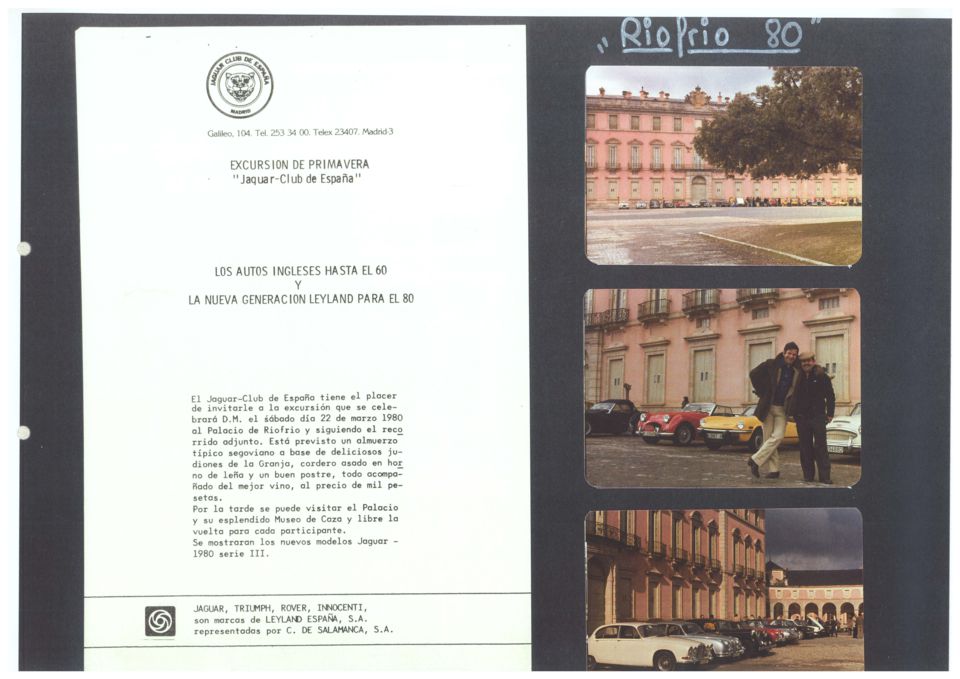 "Riofrio 80"
JAGUAR CLUB DE ESPAÑA
MADRID
Galileo, 104. Tel. 253 34 00. Telex 23407. Madrid-3
EXCURSION DE PRIMAVERA
"Jaguar-Club de España"
LOS AUTOS INGLESES HASTA EL 60
Y
LA NUEVA GENERACION LEYLAND PARA EL 80
El Jaguar-Club de España tiene el placer
de invitarle a la excursión que se cele-
brará D.M. el sábado día 22 de marzo 1980
al Palacio de Riofrio y siguiendo el reco
rrido adjunto. Está previsto un almuerzo
típico segoviano a base de deliciosos ju-
diones de la Granja, cordero asado en hor
no de leña y un buen postre, todo acompa-
ñado del mejor vino, al precio de mil pe-
setas.
Por la tarde se puede visitar el Palacio
y su esplendido Museo de Caza y libre la
vuelta para cada participante.
Se mostraran los nuevos modelos Jaguar -
1980 serie III.
JAGUAR, TRIUMPH, ROVER, INNOCENTI,
son marcas de LEYLAND ESPAÑA, S.A.
representadas por C. DE SALAMANCA, S.A.